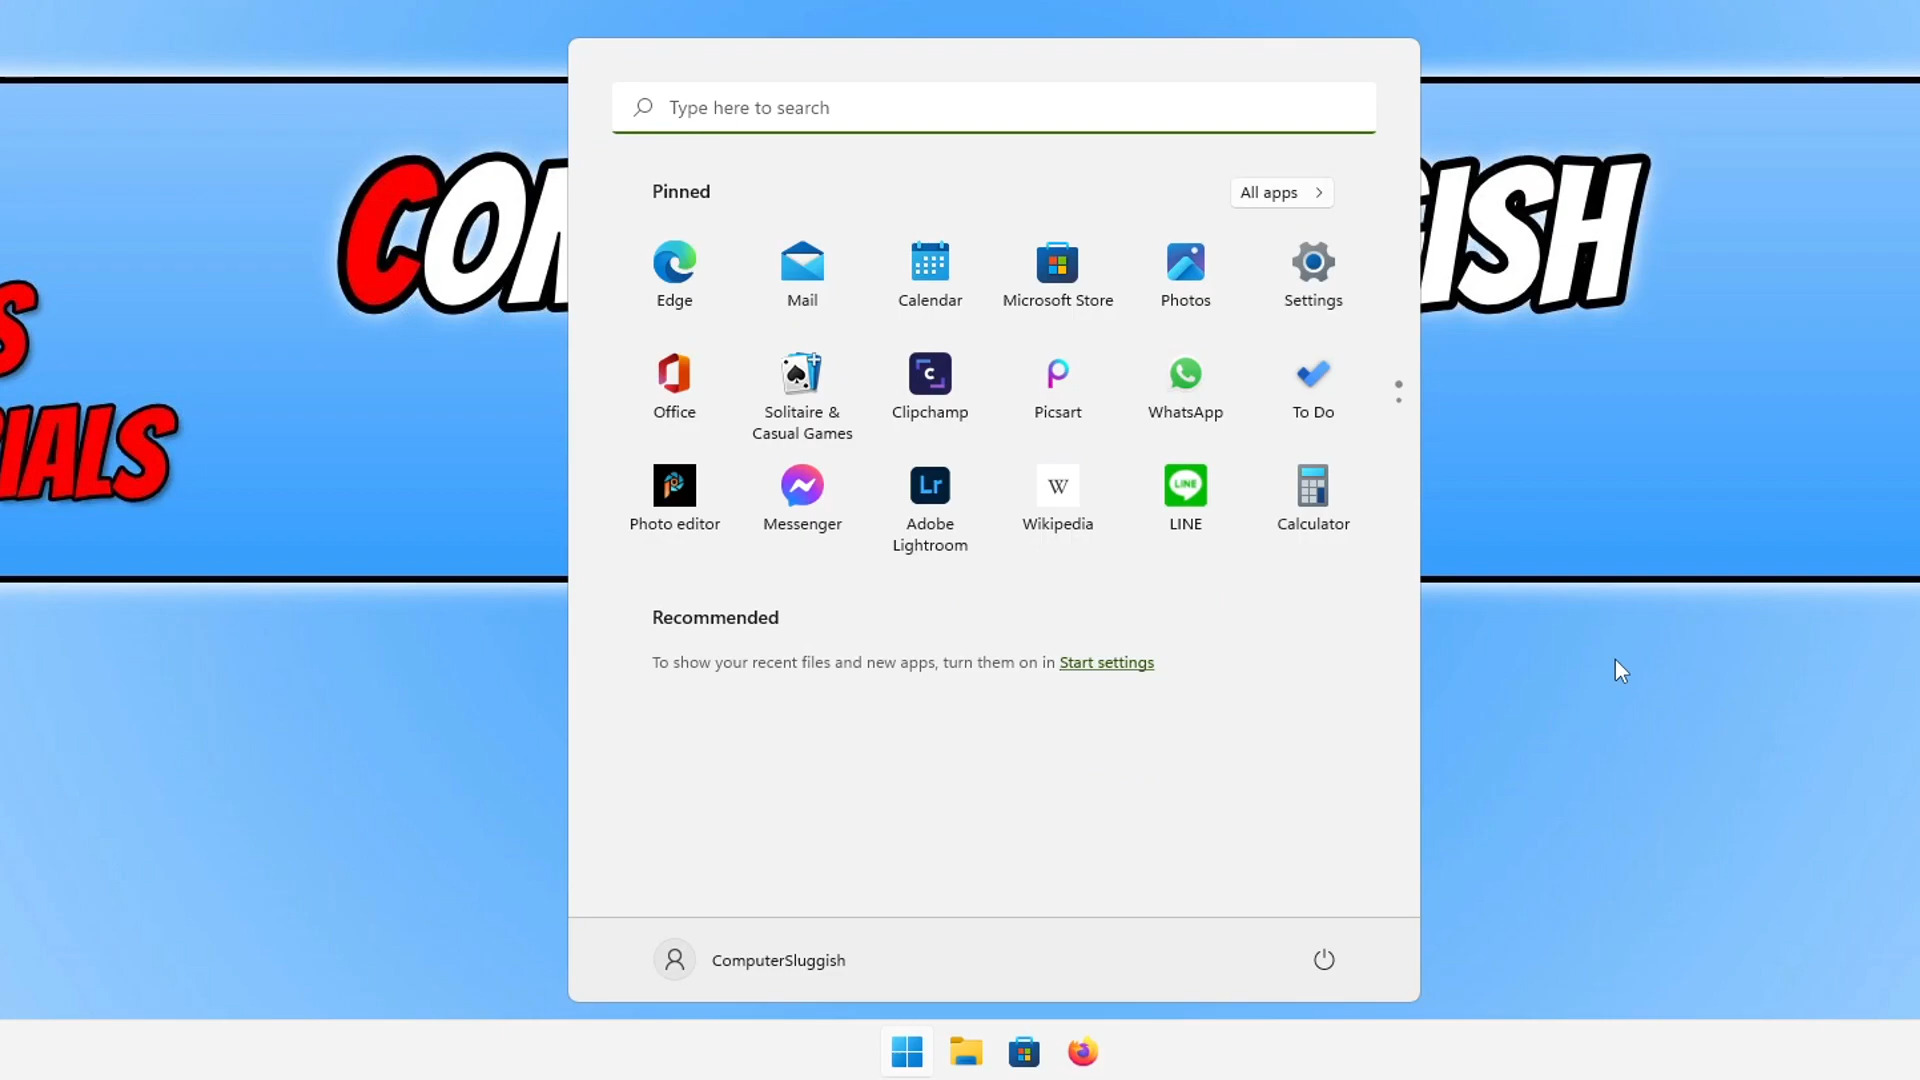 Type here to search
Pinned
All apps
Edge
Mail
Calendar
Microsoft Store
Photos
Settings
Office
Solitaire &
Casual Games
Clipchamp
Picsart
WhatsApp
To Do
Photo editor
Messenger
Lr
Adobe
Lightroom
W
Wikipedia
LINE
LINE
Calculator
Recommended
To show your recent files and new apps, turn them on in Start settings
ComputerSluggish